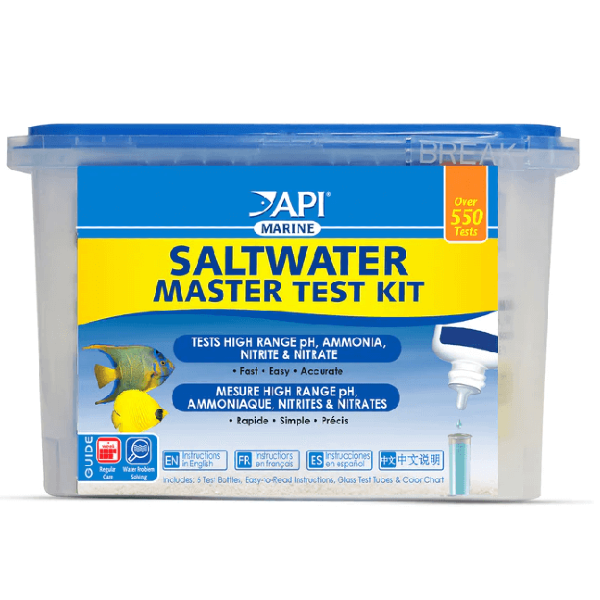 BREAK
API®
MARINE
Over
550
Tests
SALTWATER
MASTER TEST KIT
TESTS HIGH RANGE pH, AMMONIA,
NITRITE & NITRATE
• Fast • Easy • Accurate
MESURE HIGH RANGE pH,
AMMONIAQUE, NITRITES & NITRATES
• Rapide • Simple • Précis
GUIDE
Regular
Care
Water Problem
Solving
EN Instructions
in English
FR Instructions
en français
ES Instrucciones
en español
中文 中文说明
Includes: 5 Test Bottles, Easy-to-Read Instructions, Glass Test Tubes & Color Chart